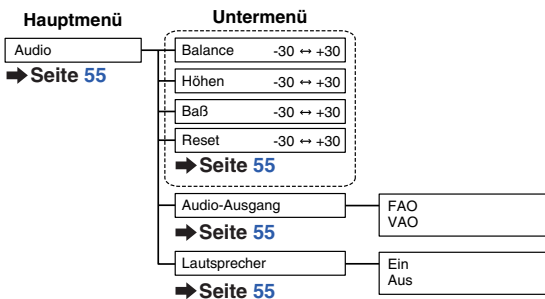 Hauptmenü Untermenü
Audio
➡ Seite 55
Balance -30 ↔ +30
Höhen -30 ↔ +30
Baß -30 ↔ +30
Reset -30 ↔ +30
➡ Seite 55
Audio-Ausgang
➡ Seite 55
FAO
VAO
Lautsprecher
➡ Seite 55
Ein
Aus